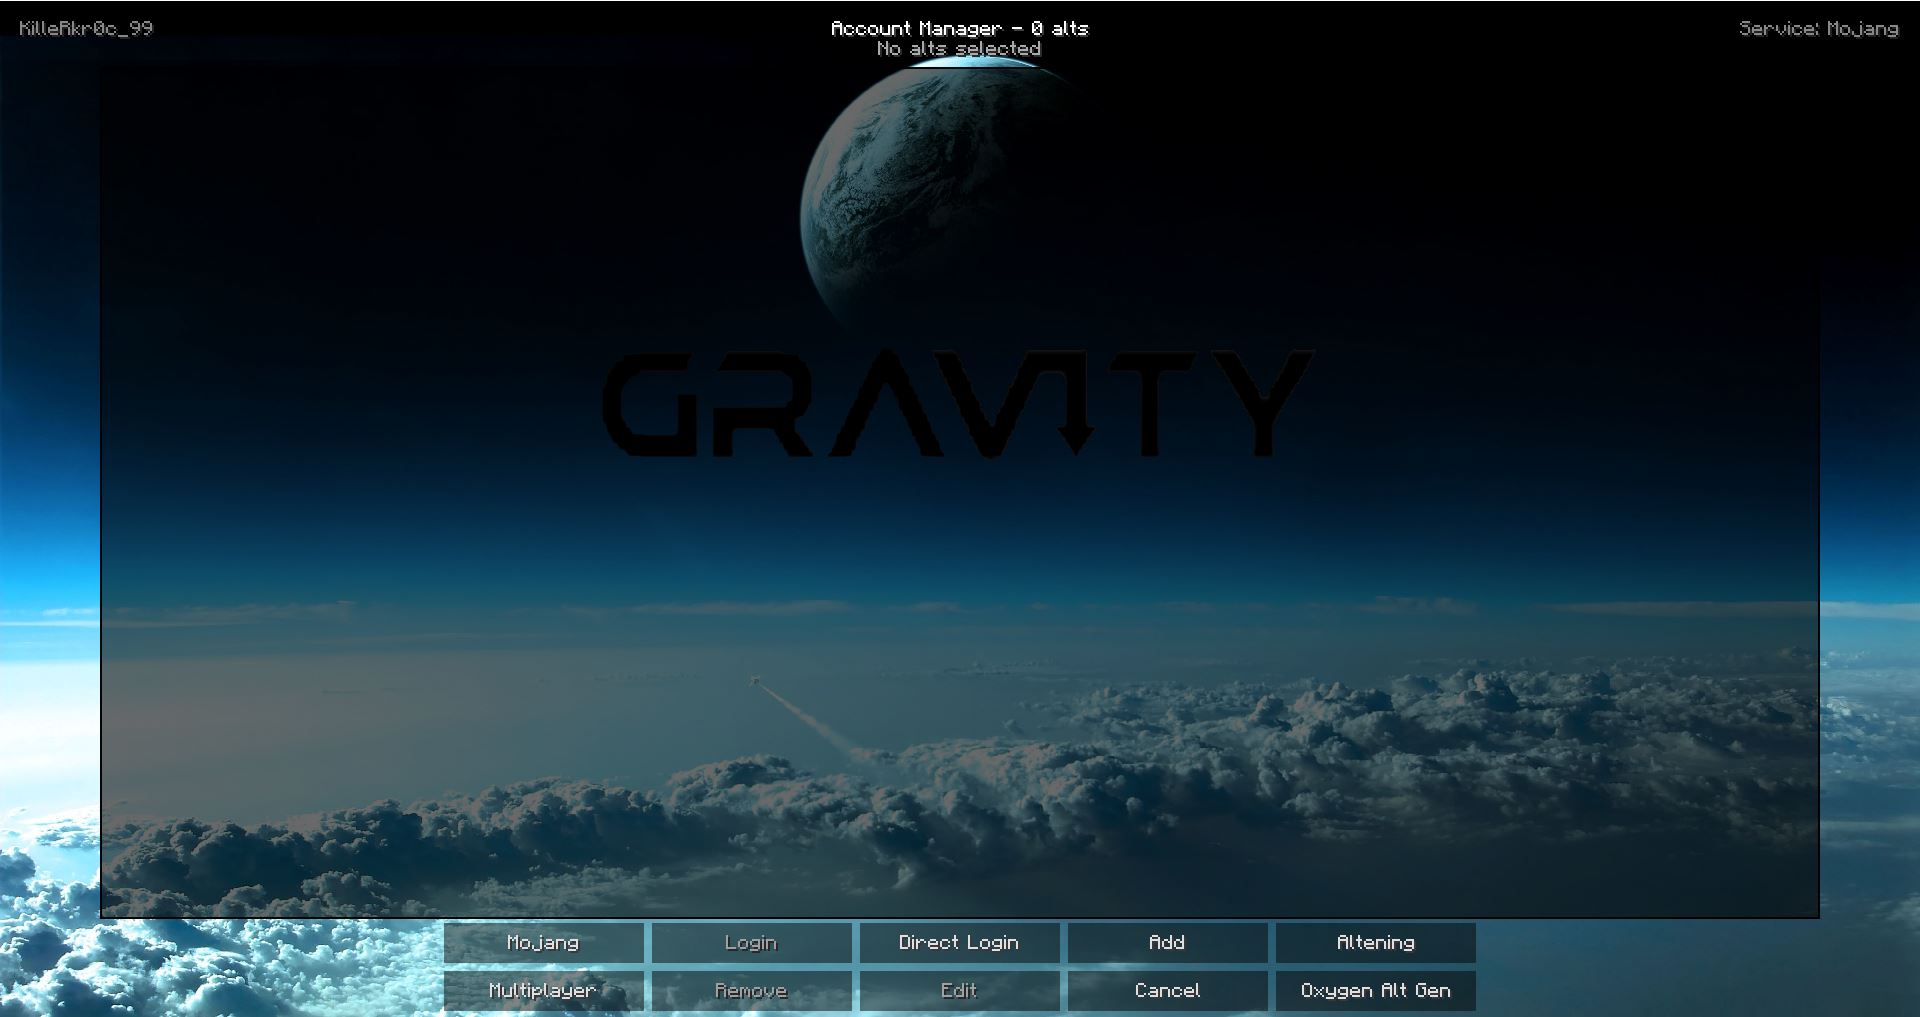 KilleRkr0c_99
Account Manager - 0 alts
Service: Mojang
No alts selected
GRAVITY
Mojang
Login
Direct Login
Add
Altening
Multiplayer
Remove
Edit
Cancel
Oxygen Alt Gen